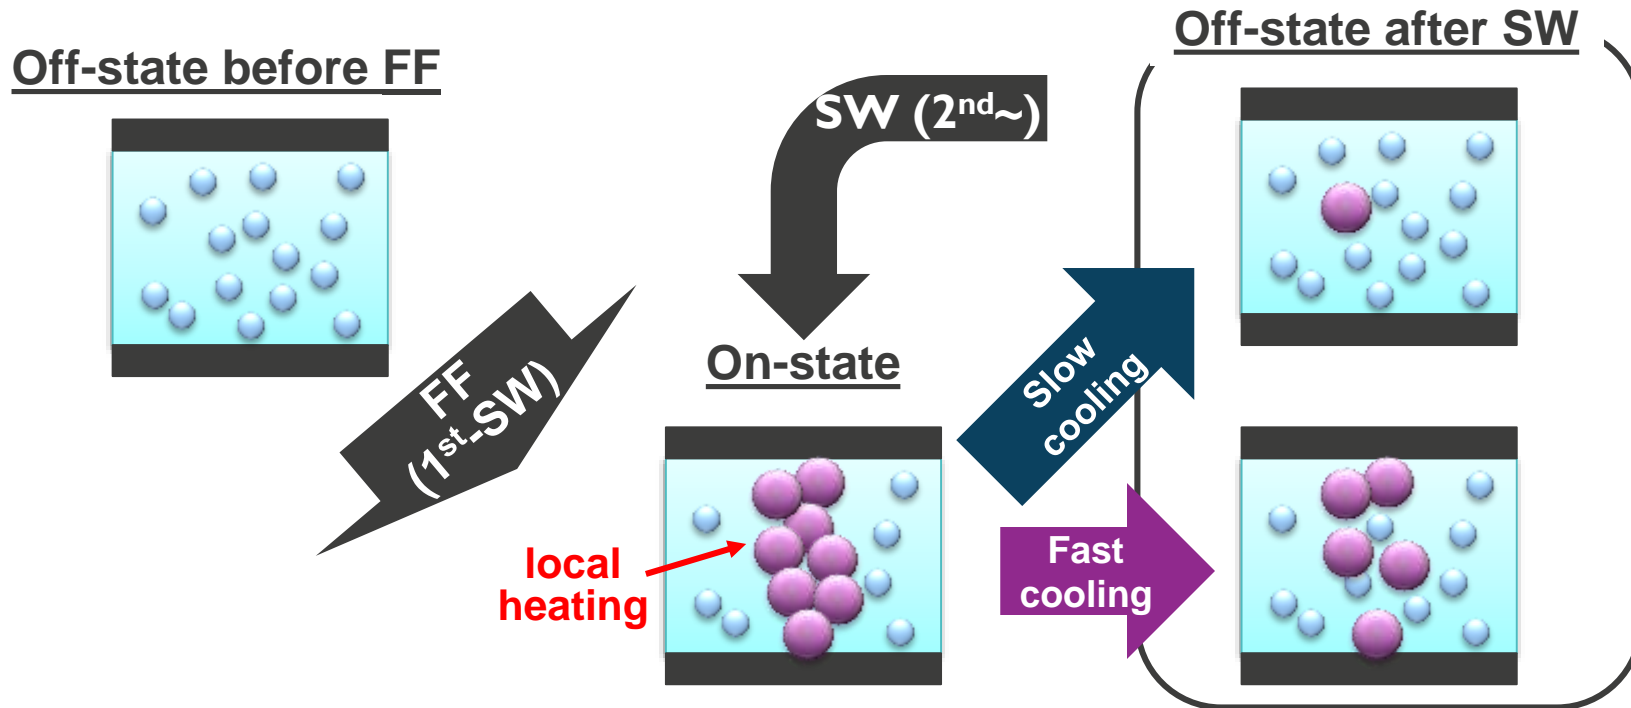 Off-state before FF
Off-state after SW
SW (2nd~)
FF
(1st-SW)
On-state
local
heating
Slow
cooling
Fast
cooling